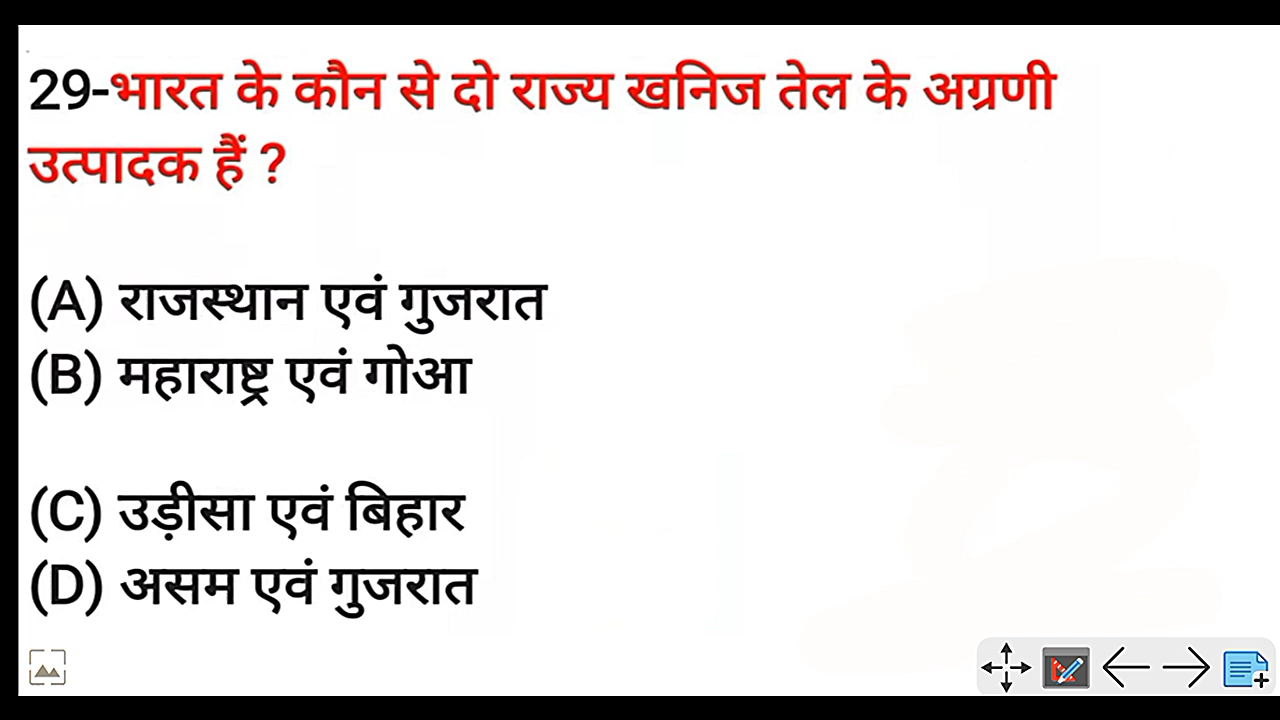 29-भारत के कौन से दो राज्य खनिज तेल के अग्रणी
उत्पादक हैं ?
(A) राजस्थान एवं गुजरात
(B) महाराष्ट्र एवं गोआ
(C) उड़ीसा एवं बिहार
(D) असम एवं गुजरात